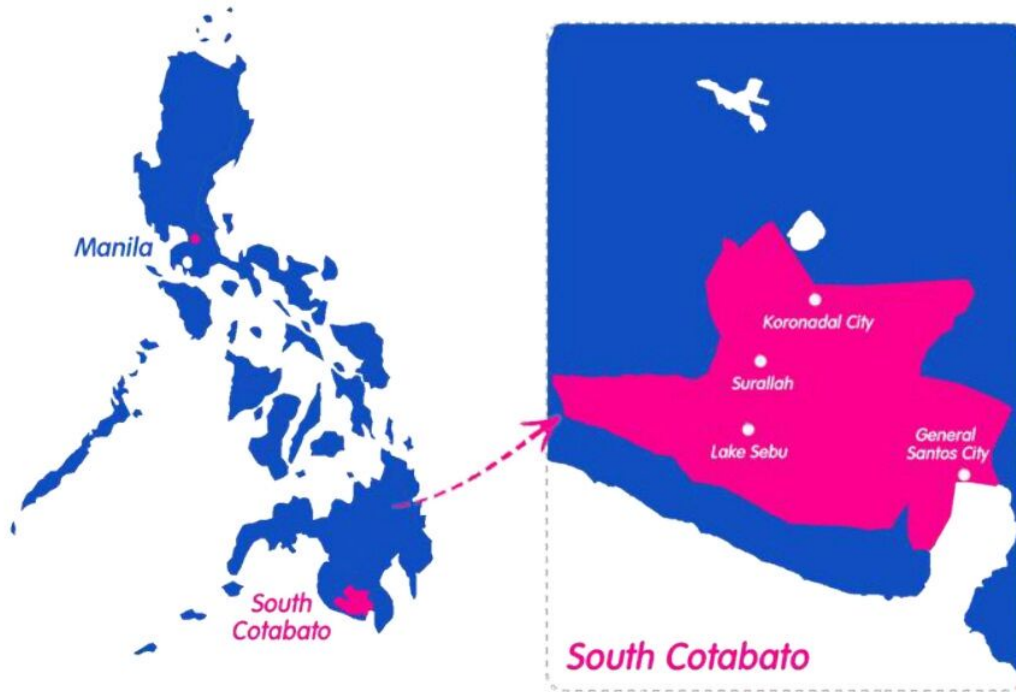 Manila
South
Cotabato
Koronadal City
Surallah
Lake Sebu
General
Santos City
South Cotabato